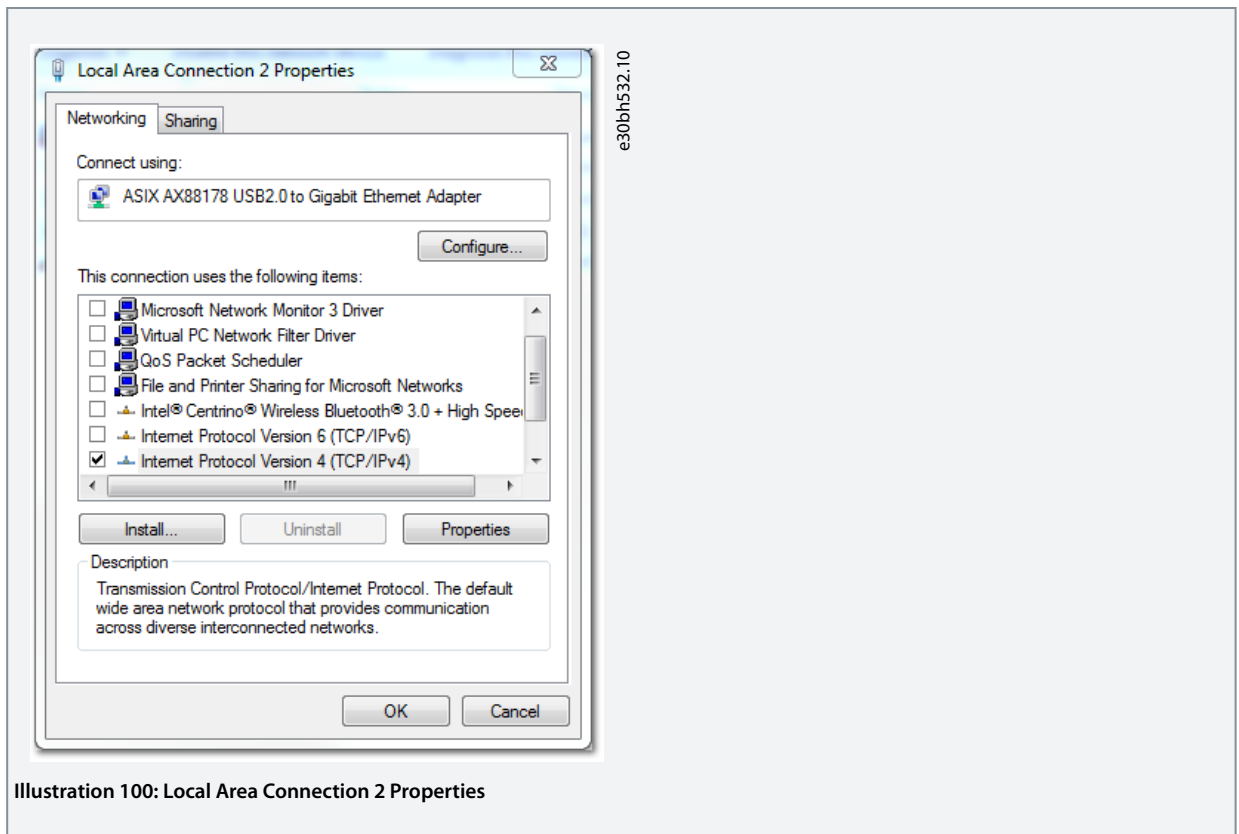 Local Area Connection 2 Properties
e30bh532.10
Networking
Sharing
Connect using:
ASIX AX88178 USB2.0 to Gigabit Ethernet Adapter
Configure...
This connection uses the following items:
Microsoft Network Monitor 3 Driver
Virtual PC Network Filter Driver
QoS Packet Scheduler
File and Printer Sharing for Microsoft Networks
Intel® Centrino® Wireless Bluetooth® 3.0 + High Spee
Internet Protocol Version 6 (TCP/IPv6)
Internet Protocol Version 4 (TCP/IPv4)
Install...
Uninstall
Properties
Description
Transmission Control Protocol/Internet Protocol. The default
wide area network protocol that provides communication
across diverse interconnected networks.
OK
Cancel
Illustration 100: Local Area Connection 2 Properties